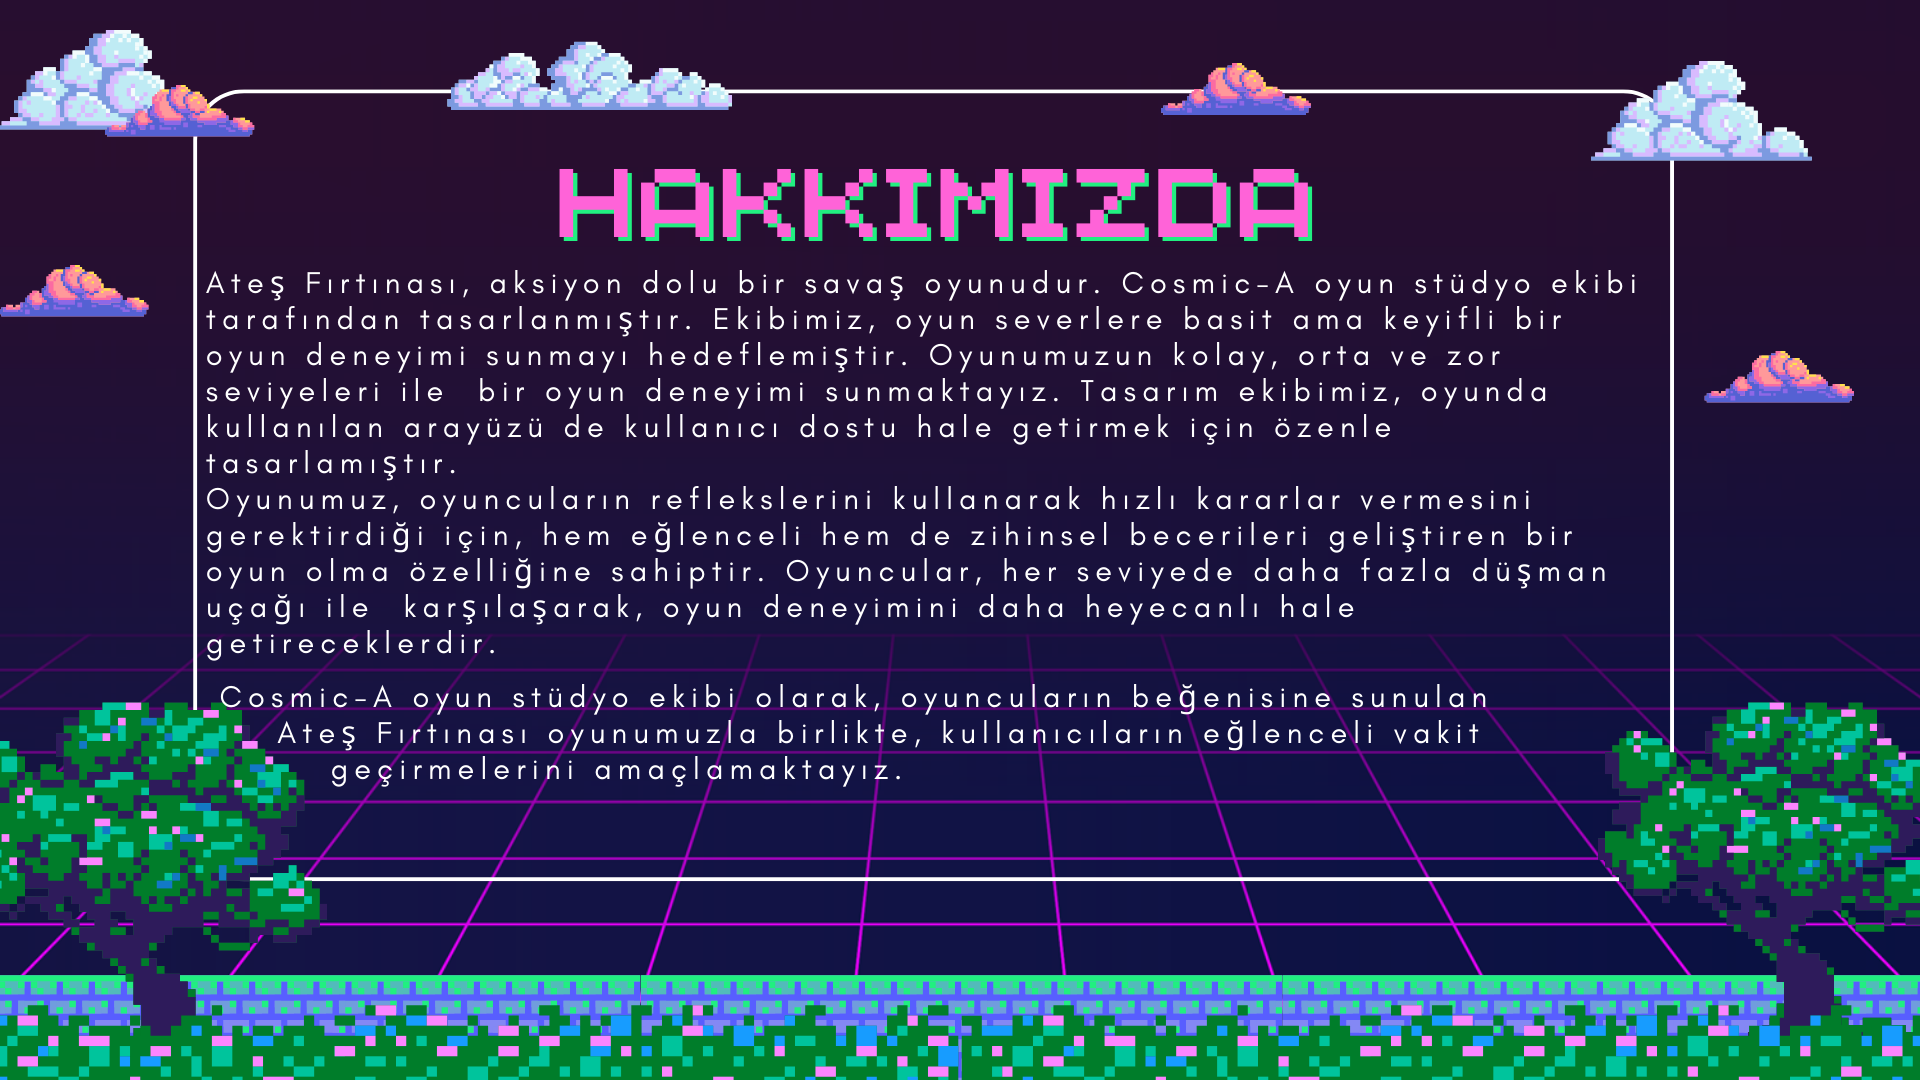 HAKKIMIZDA
Ateş Fırtınası, aksiyon dolu bir savaş oyunudur. Cosmic-A oyun stüdyo ekibi
tarafından tasarlanmıştır. Ekibimiz, oyun severlere basit ama keyifli bir
oyun deneyimi sunmayı hedeflemiştir. Oyunumuzun kolay, orta ve zor
seviyeleri ile bir oyun deneyimi sunmaktayız. Tasarım ekibimiz, oyunda
kullanılan arayüzü de kullanıcı dostu hale getirmek için özenle
tasarlamıştır.
Oyunumuz, oyuncuların reflekslerini kullanarak hızlı kararlar vermesini
gerektirdiği için, hem eğlenceli hem de zihinsel becerileri geliştiren bir
oyun olma özelliğine sahiptir. Oyuncular, her seviyede daha fazla düşman
uçağı ile karşılaşarak, oyun deneyimini daha heyecanlı hale
getireceklerdir.
Cosmic-A oyun stüdyo ekibi olarak, oyuncuların beğenisine sunulan
Ateş Fırtınası oyunumuzla birlikte, kullanıcıların eğlenceli vakit
geçirmelerini amaçlamaktayız.